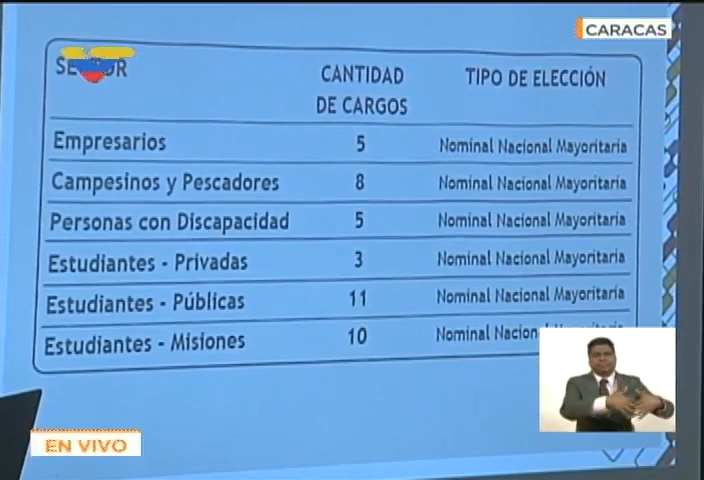 CARACAS
SECTOR CANTIDAD DE CARGOS TIPO DE ELECCIÓN
Empresarios 5 Nominal Nacional Mayoritaria
Campesinos y Pescadores 8 Nominal Nacional Mayoritaria
Personas con Discapacidad 5 Nominal Nacional Mayoritaria
Estudiantes - Privadas 3 Nominal Nacional Mayoritaria
Estudiantes - Públicas 11 Nominal Nacional Mayoritaria
Estudiantes - Misiones 10 Nominal Nacional Mayoritaria
EN VIVO